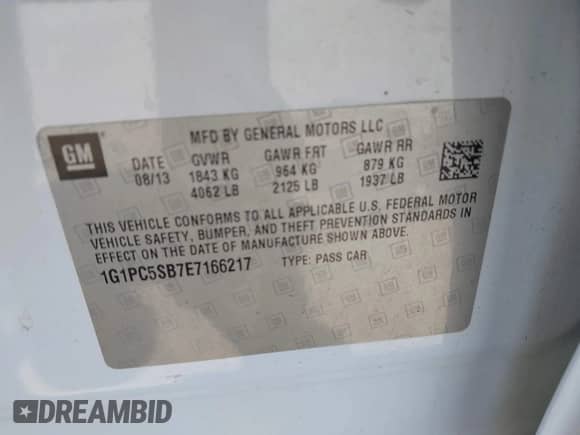 GM
MFD BY GENERAL MOTORS LLC
DATE GVWR GAWR FRT GAWR RR
08/13 1843 KG 964 KG 879 KG
4062 LB 2125 LB 1937 LB
THIS VEHICLE CONFORMS TO ALL APPLICABLE U.S. FEDERAL MOTOR
VEHICLE SAFETY, BUMPER, AND THEFT PREVENTION STANDARDS IN
EFFECT ON THE DATE OF MANUFACTURE SHOWN ABOVE.
1G1PC5SB7E7166217 TYPE: PASS CAR
DREAMBID